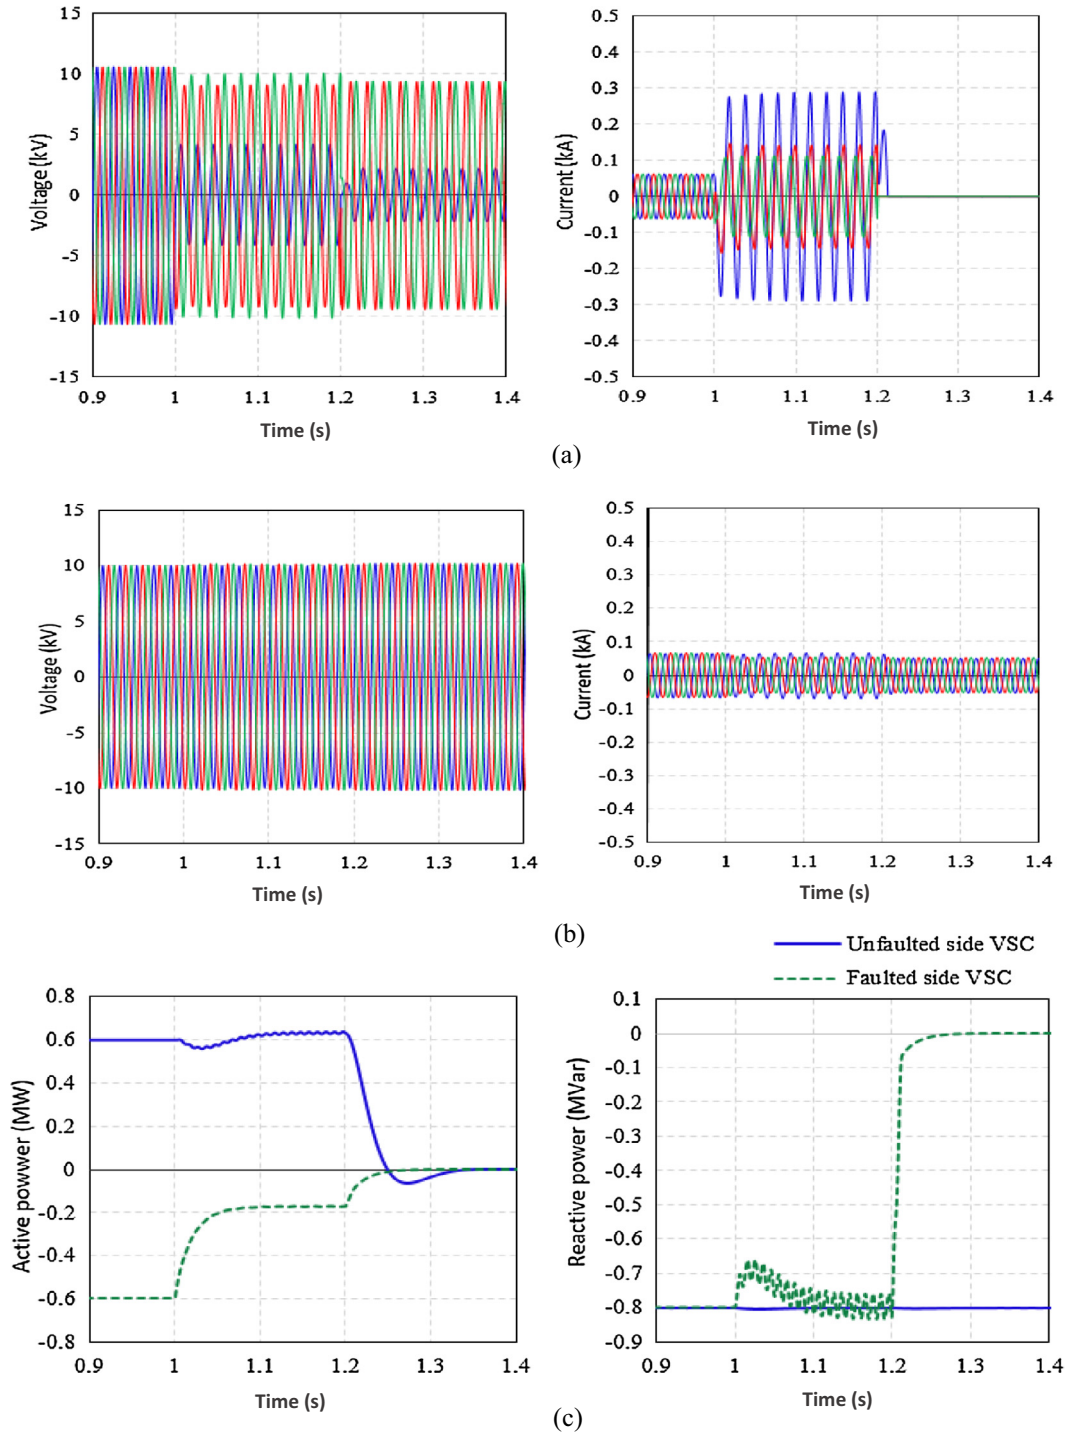 15
10
5
0
-5
-10
-15
Voltage (kV)
0.9 1 1.1 1.2 1.3 1.4
Time (s)
0.5
0.4
0.3
0.2
0.1
0
-0.1
-0.2
-0.3
-0.4
-0.5
Current (kA)
0.9 1 1.1 1.2 1.3 1.4
Time (s)
(a)
15
10
5
0
-5
-10
-15
Voltage (kV)
0.9 1 1.1 1.2 1.3 1.4
Time (s)
0.5
0.4
0.3
0.2
0.1
0
-0.1
-0.2
-0.3
-0.4
-0.5
Current (kA)
0.9 1 1.1 1.2 1.3 1.4
Time (s)
(b)
Unfaulted side VSC
Faulted side VSC
0.8
0.6
0.4
0.2
0
-0.2
-0.4
-0.6
-0.8
Active powwer (MW)
0.9 1 1.1 1.2 1.3 1.4
Time (s)
0.1
0
-0.1
-0.2
-0.3
-0.4
-0.5
-0.6
-0.7
-0.8
-0.9
Reactive power (MVar)
0.9 1 1.1 1.2 1.3 1.4
Time (s)
(c)